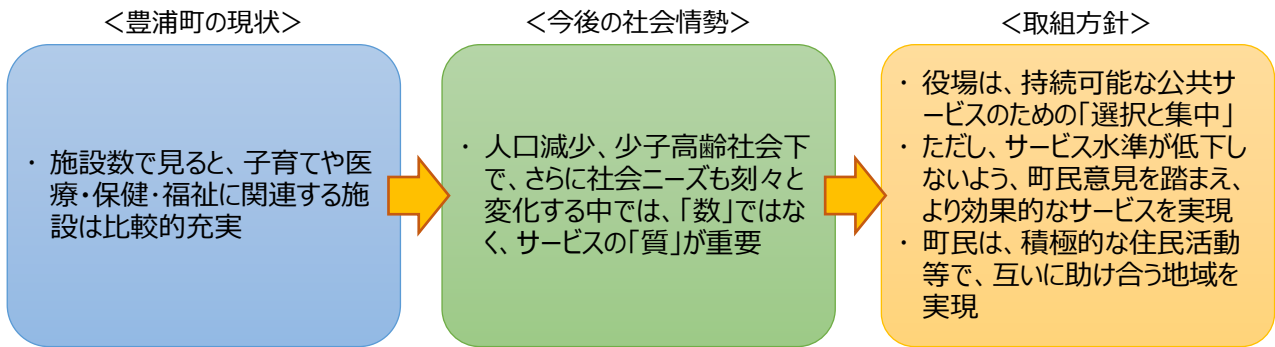 <豊浦町の現状>
・ 施設数で見ると、子育てや医
療・保健・福祉に関連する施
設は比較的充実
<今後の社会情勢>
・ 人口減少、少子高齢社会下
で、さらに社会ニーズも刻々と
変化する中では、「数」ではな
く、サービスの「質」が重要
<取組方針>
・ 役場は、持続可能な公共サ
ービスのための「選択と集中」
・ ただし、サービス水準が低下し
ないよう、町民意見を踏まえ、
より効果的なサービスを実現
・ 町民は、積極的な住民活動
等で、互いに助け合う地域を
実現